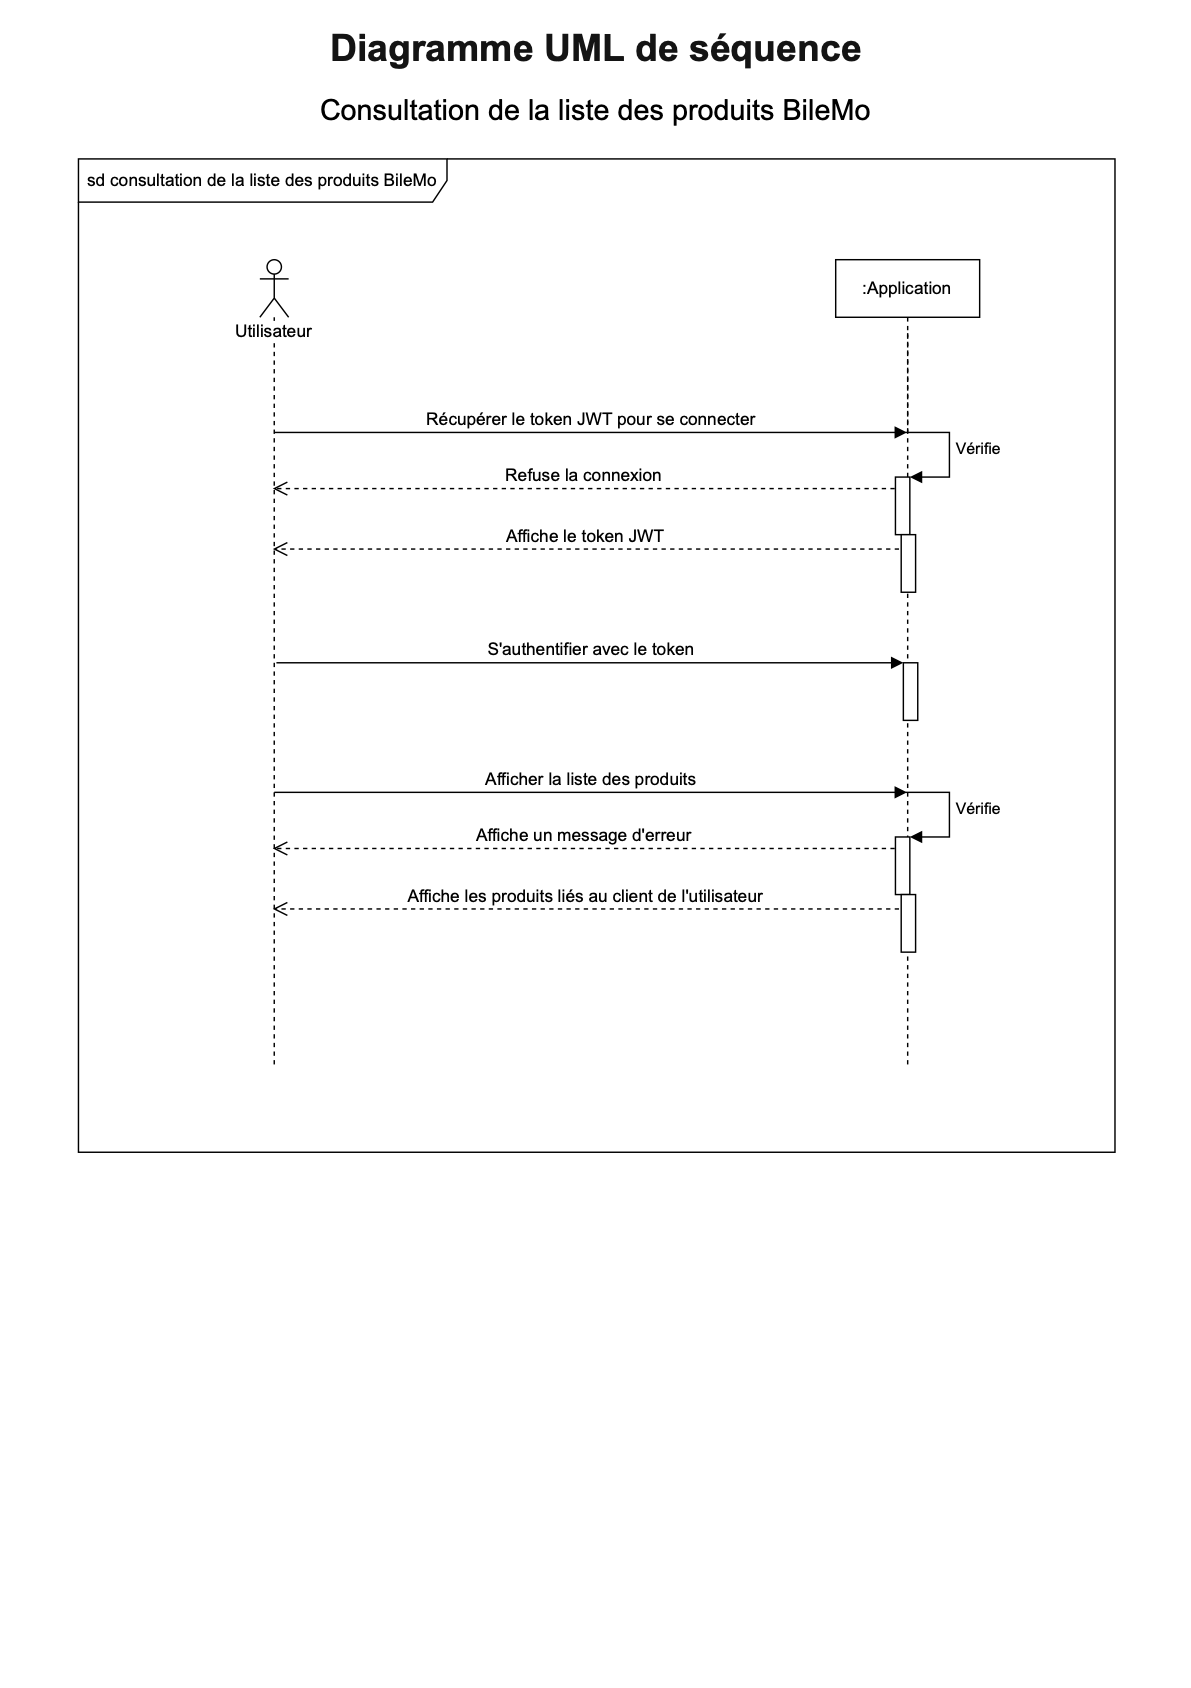 Diagramme UML de séquence
Consultation de la liste des produits BileMo
sd consultation de la liste des produits BileMo
:Application
Utilisateur
Récupérer le token JWT pour se connecter
Vérifie
Refuse la connexion
Affiche le token JWT
S'authentifier avec le token
Afficher la liste des produits
Vérifie
Affiche un message d'erreur
Affiche les produits liés au client de l'utilisateur